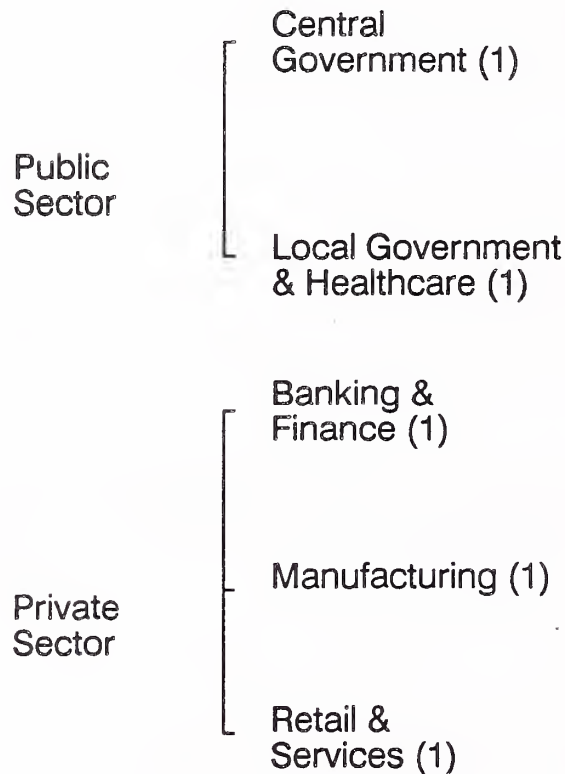 Public
Sector
Central
Government (1)
Local Government
& Healthcare (1)
Private
Sector
Banking &
Finance (1)
Manufacturing (1)
Retail &
Services (1)